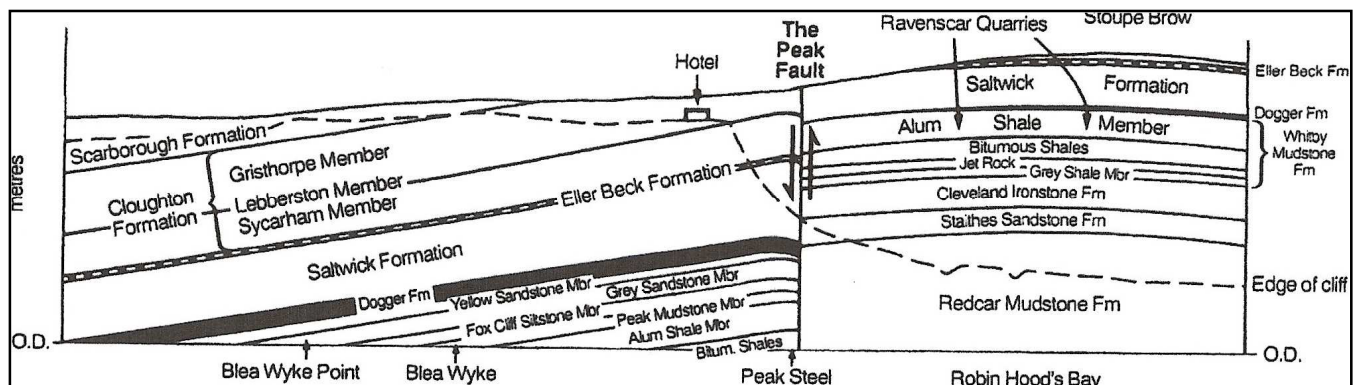 Ravenscar Quarries
Stoupe Brow
The
Peak
Fault
Hotel
Eller Beck Fm
Saltwick Formation
Dogger Fm
Scarborough Formation
Alum Shale Member
Whitby
Mudstone
Fm
Gristhorpe Member
Bitumous Shales
Jet Rock
Grey Shale Mbr
metres
Cloughton
Formation
Lebberston Member
Sycarham Member
Eller Beck Formation
Cleveland Ironstone Fm
Staithes Sandstone Fm
Saltwick Formation
Dogger Fm
Yellow Sandstone Mbr
Grey Sandstone Mbr
Edge of cliff
Redcar Mudstone Fm
Fox Cliff Siltstone Mbr
Peak Mudstone Mbr
Alum Shale Mbr
Bitum. Shales
O.D.
O.D.
Blea Wyke Point
Blea Wyke
Peak Steel
Robin Hood's Bay